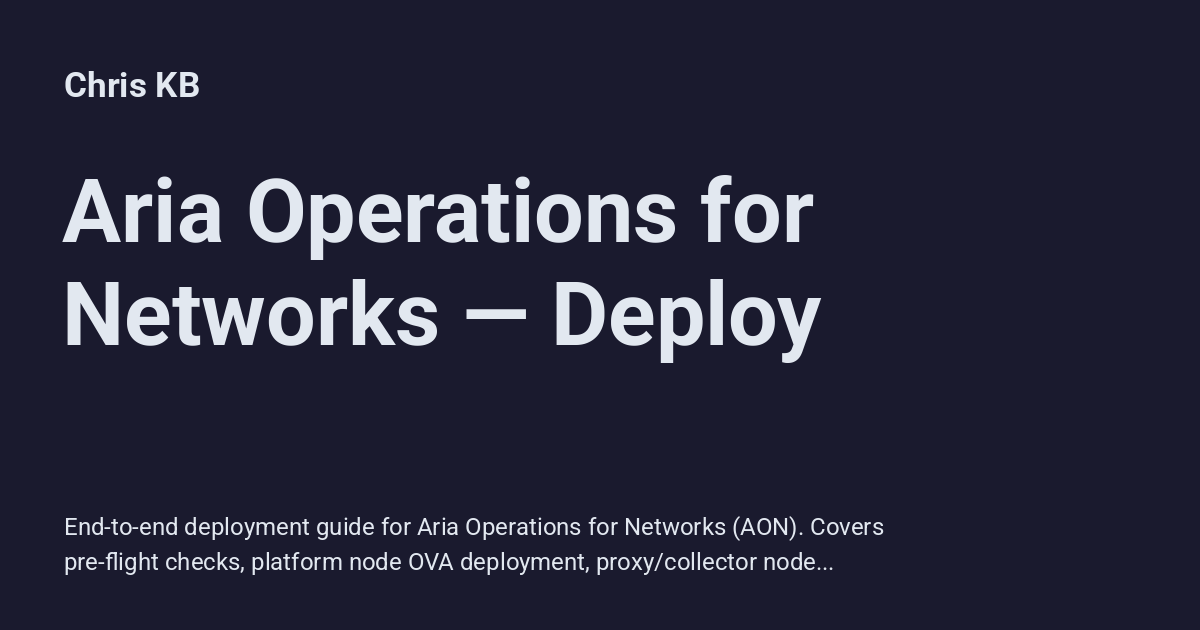 Chris KB
Aria Operations for
Networks — Deploy
End-to-end deployment guide for Aria Operations for Networks (AON). Covers
pre-flight checks, platform node OVA deployment, proxy/collector node...